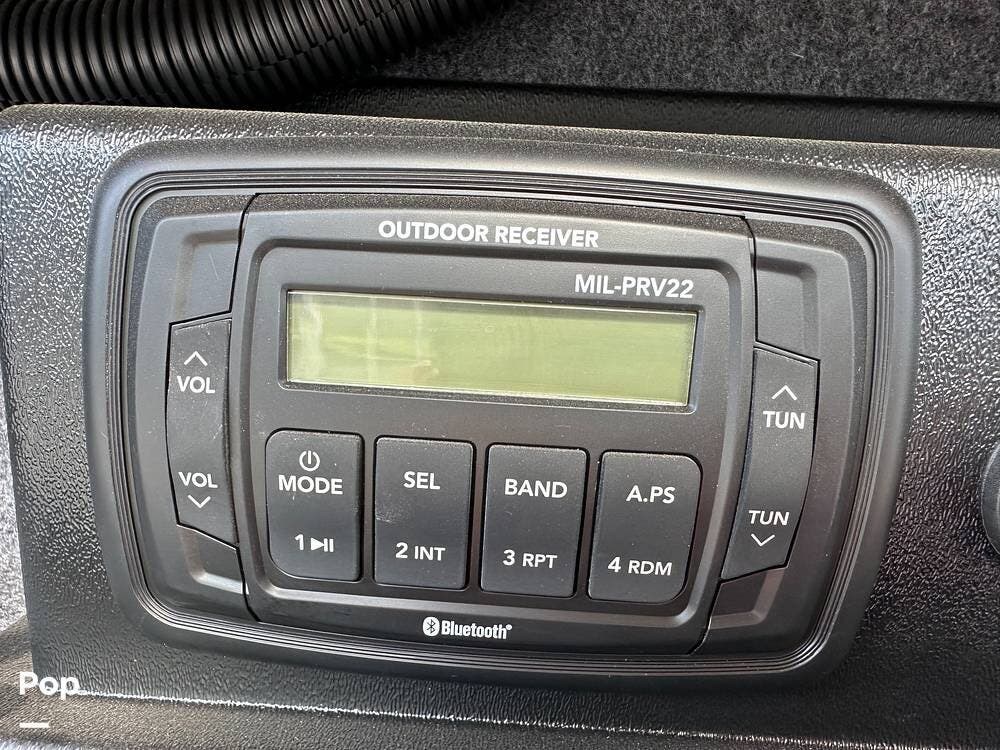 OUTDOOR RECEIVER
MIL-PRV22
VOL
VOL
TUN
TUN
MODE
1
SEL
2 INT
BAND
3 RPT
A.PS
4 RDM
Bluetooth®
Pop